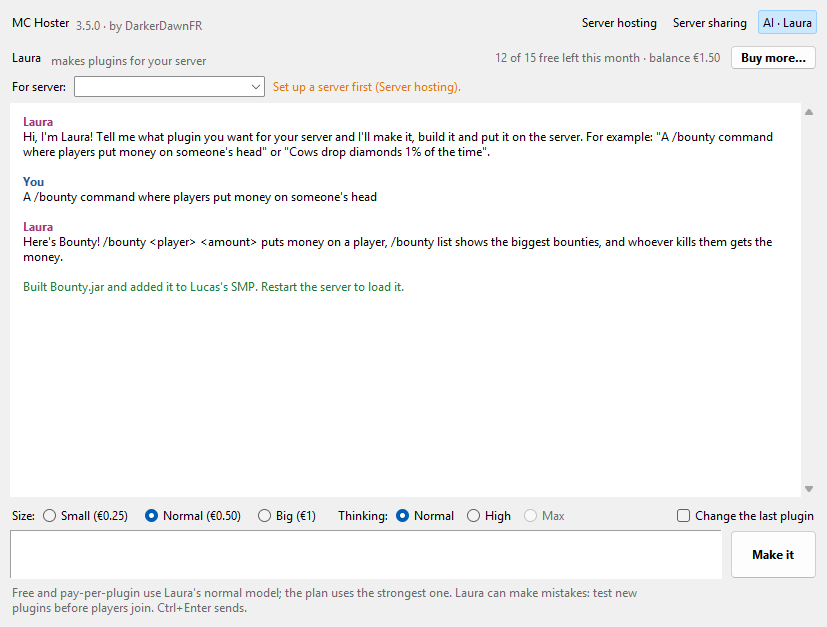 MC Hoster 3.5.0 · by DarkerDawnFR Server hosting Server sharing AI · Laura
Laura makes plugins for your server 12 of 15 free left this month · balance €1.50 Buy more...
For server: Set up a server first (Server hosting).
Laura
Hi, I'm Laura! Tell me what plugin you want for your server and I'll make it, build it and put it on the server. For example: "A /bounty command
where players put money on someone's head" or "Cows drop diamonds 1% of the time".
You
A /bounty command where players put money on someone's head
Laura
Here's Bounty! /bounty <player> <amount> puts money on a player, /bounty list shows the biggest bounties, and whoever kills them gets the
money.
Built Bounty.jar and added it to Lucas's SMP. Restart the server to load it.
Size: Small (€0.25) Normal (€0.50) Big (€1) Thinking: Normal High Max Change the last plugin
Make it
Free and pay-per-plugin use Laura's normal model; the plan uses the strongest one. Laura can make mistakes: test new
plugins before players join. Ctrl+Enter sends.